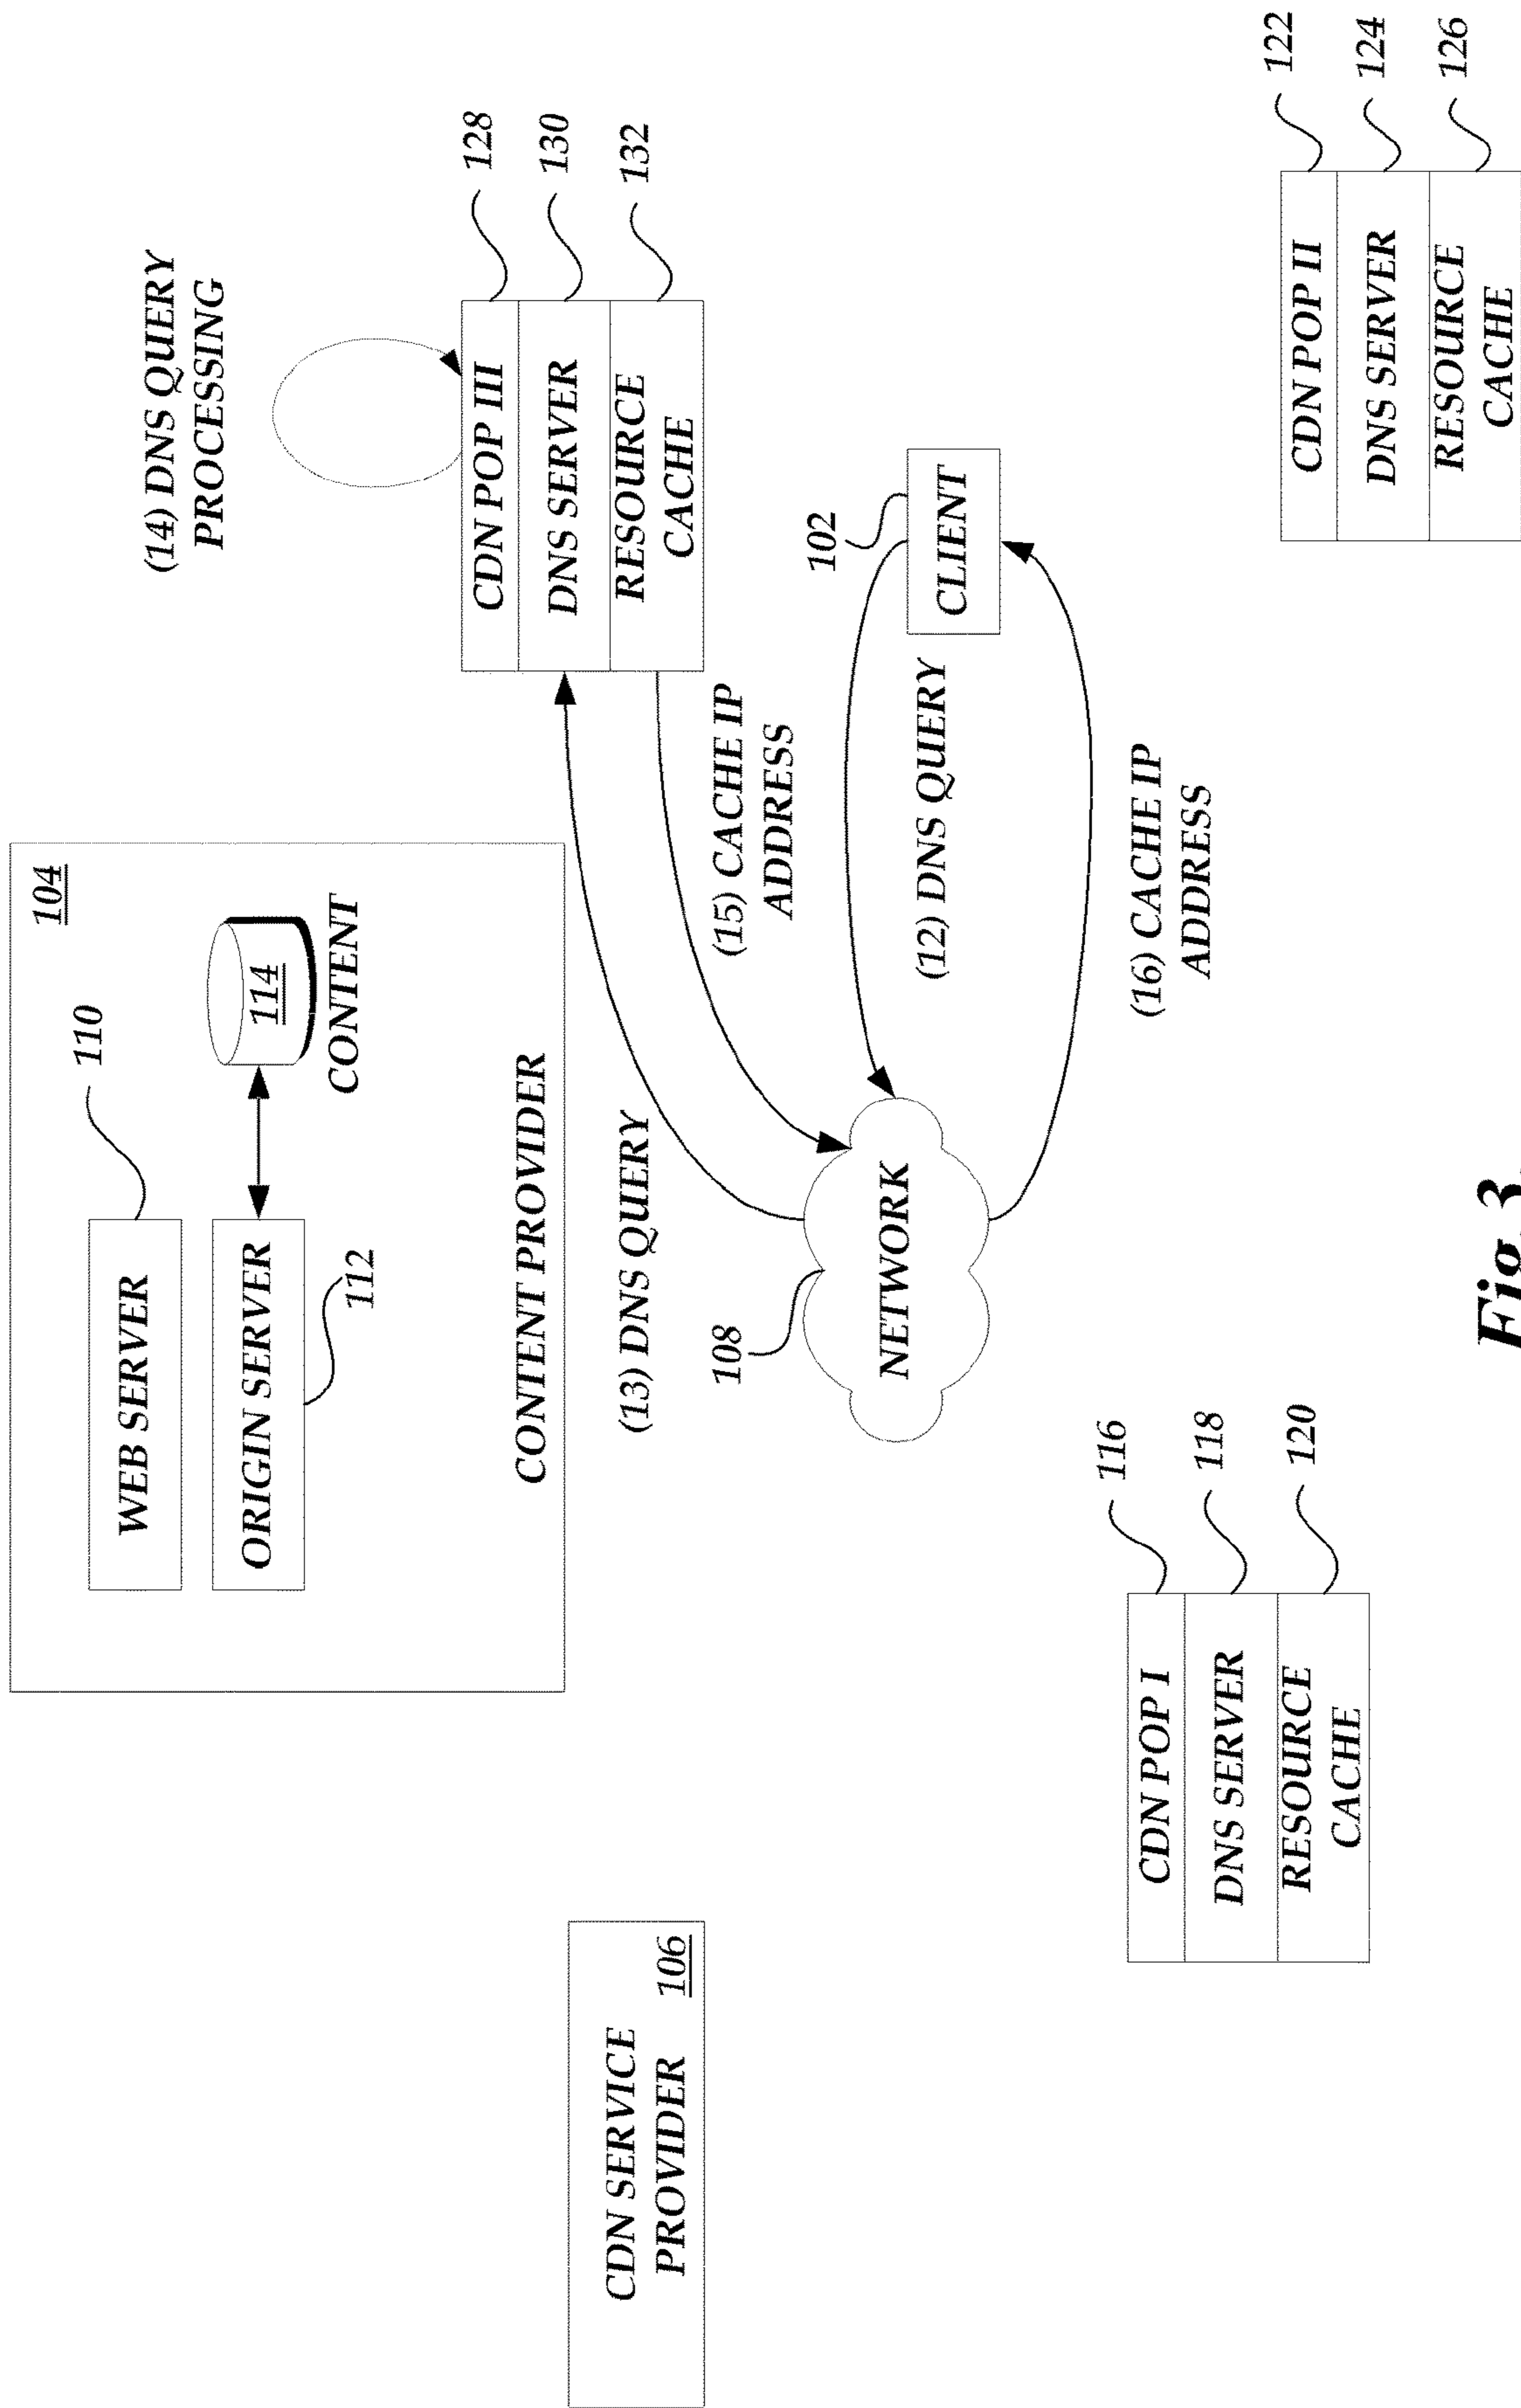 104
WEB SERVER
110
ORIGIN SERVER
112
114
CONTENT
CONTENT PROVIDER
(14) DNS QUERY
PROCESSING
CDN SERVICE
PROVIDER
106
CDN POP III
128
DNS SERVER
130
RESOURCE
CACHE
132
(13) DNS QUERY
(15) CACHE IP
ADDRESS
108
NETWORK
102
CLIENT
(12) DNS QUERY
(16) CACHE IP
ADDRESS
CDN POP I
116
DNS SERVER
118
RESOURCE
CACHE
120
CDN POP II
122
DNS SERVER
124
RESOURCE
CACHE
126
Fig.3.